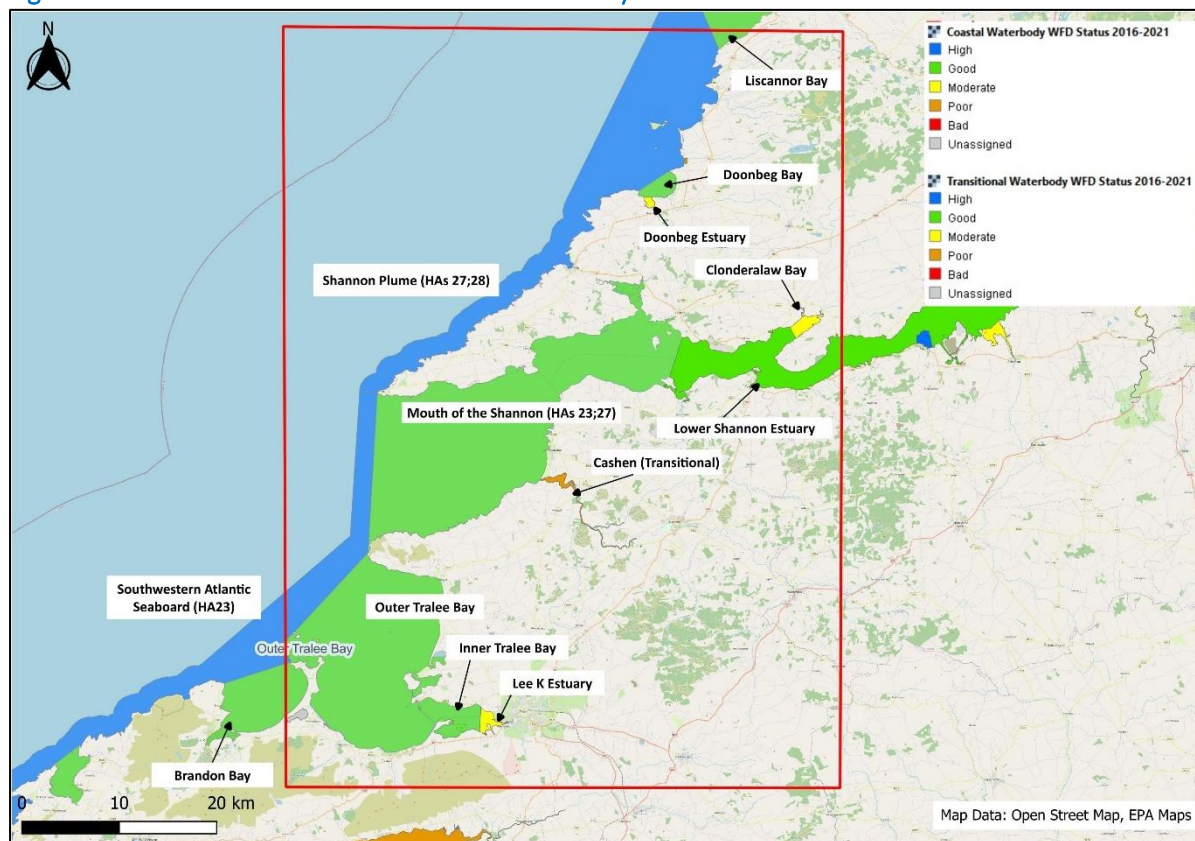 N
Coastal Waterbody WFD Status 2016-2021
High
Good
Moderate
Poor
Bad
Unassigned
Transitional Waterbody WFD Status 2016-2021
High
Good
Moderate
Poor
Bad
Unassigned
Liscannor Bay
Doonbeg Bay
Doonbeg Estuary
Clonderalaw Bay
Shannon Plume (HAs 27;28)
Mouth of the Shannon (HAs 23;27)
Lower Shannon Estuary
Cashen (Transitional)
Southwestern Atlantic
Seaboard (HA23)
Outer Tralee Bay
Outer Tralee Bay
Inner Tralee Bay
Lee K Estuary
Brandon Bay
0 10 20 km
Map Data: Open Street Map, EPA Maps